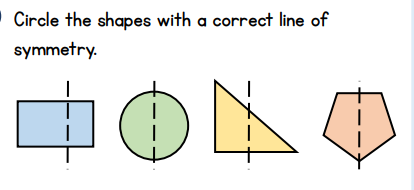 Circle the shapes with a correct line of
symmetry.